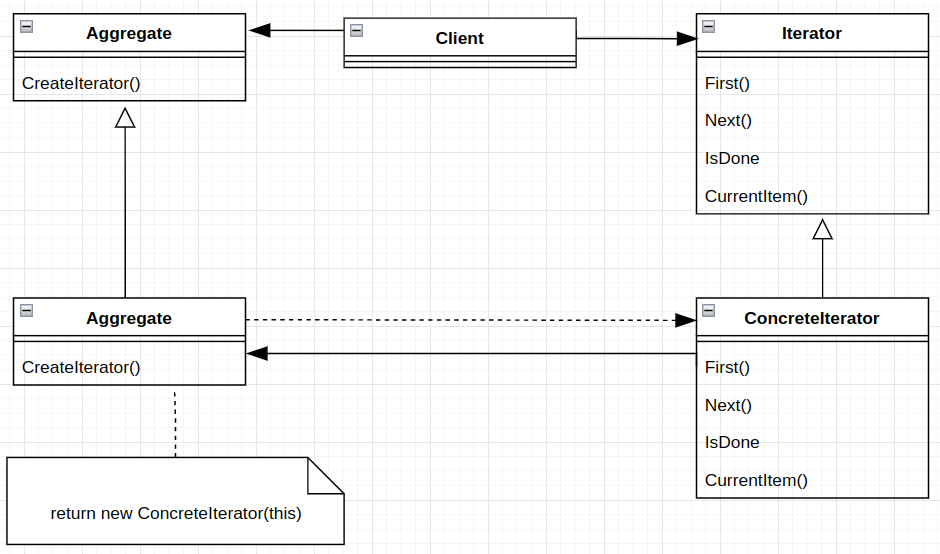 Aggregate
CreateIterator()
Client
Iterator
First()
Next()
IsDone
CurrentItem()
Aggregate
CreateIterator()
ConcreteIterator
First()
Next()
IsDone
CurrentItem()
return new ConcreteIterator(this)